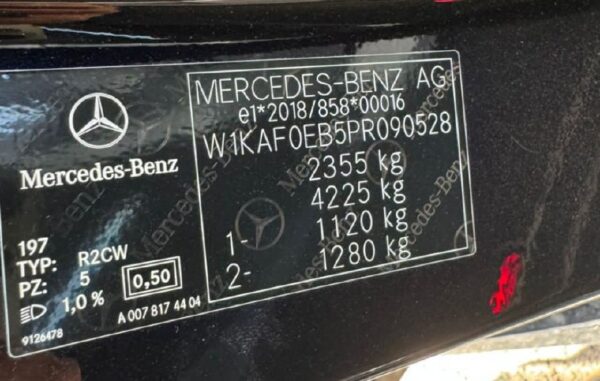 Mercedes-Benz
MERCEDES-BENZ AG
e1*2018/858*00016
W1KAF0EB5PR090528
2355 kg
4225 kg
1- 1120 kg
2- 1280 kg
197
TYP: R2CW
PZ: 5
0,50
1,0 %
A 007 817 44 04
9126478